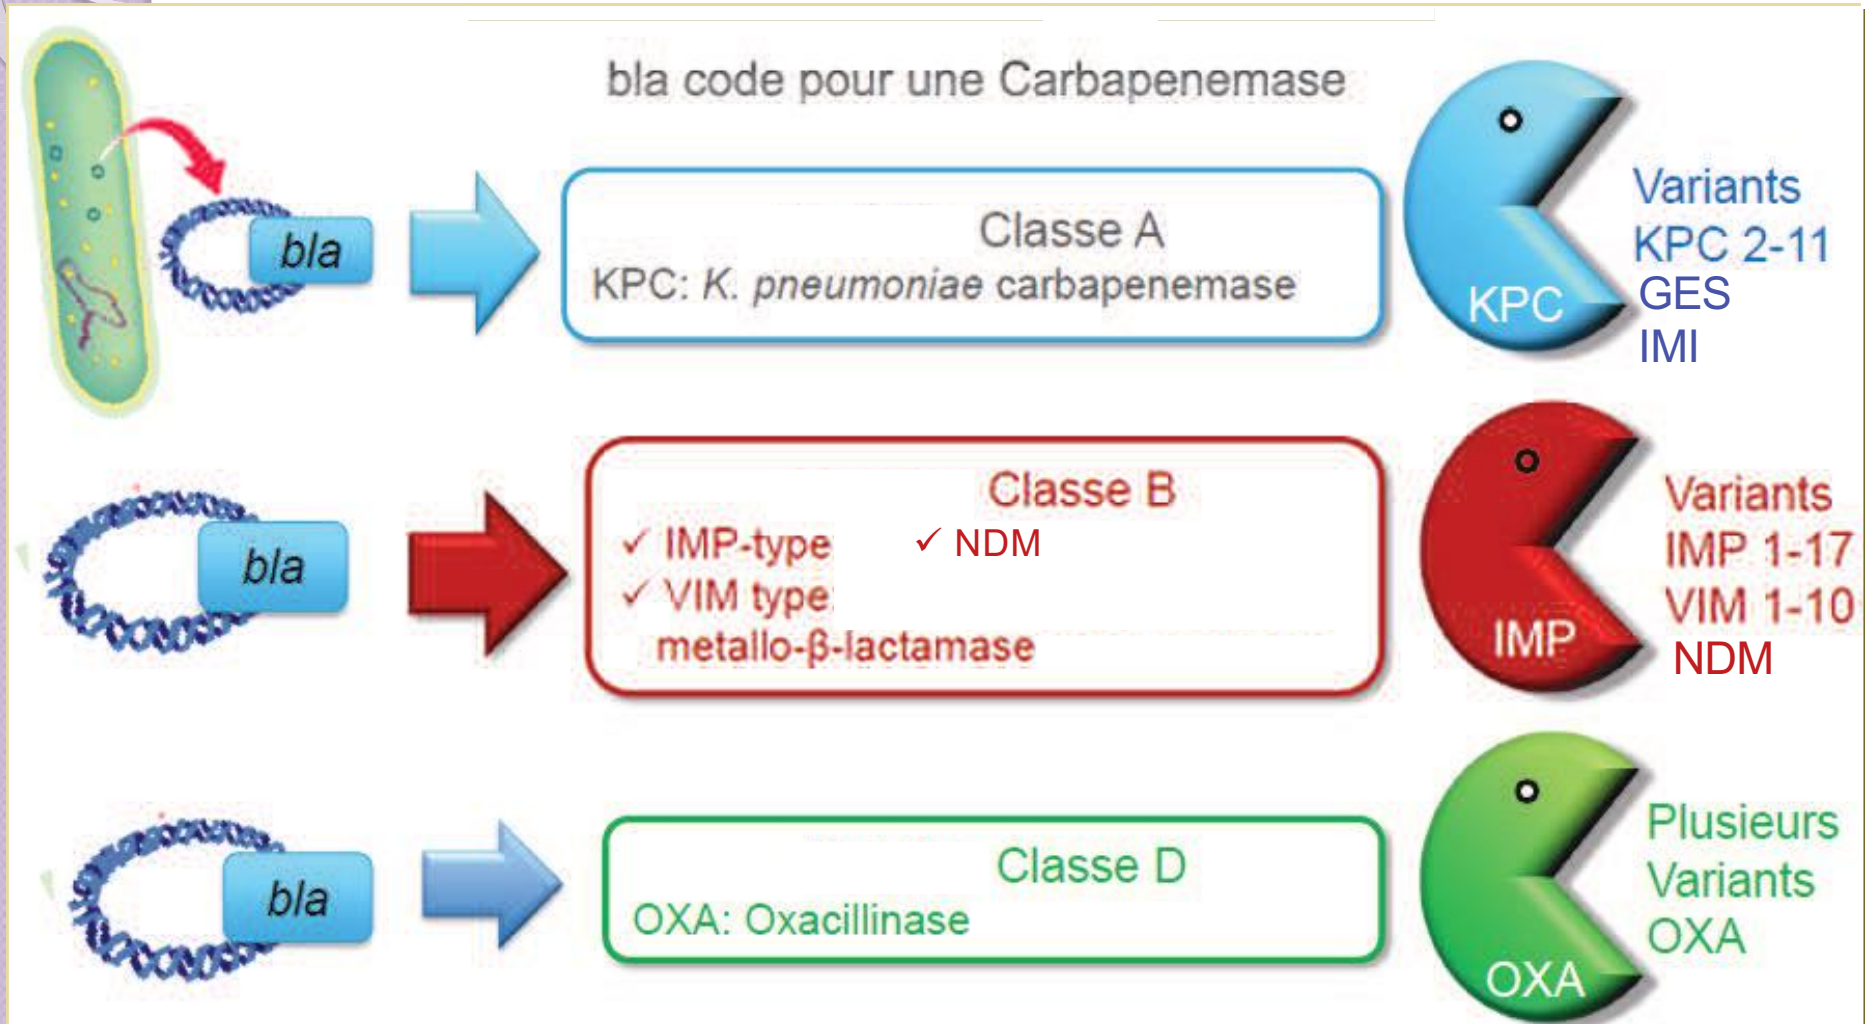 bla code pour une Carbapenemase
bla
Classe A
KPC: K. pneumoniae carbapenemase
KPC
Variants
KPC 2-11
GES
IMI
bla
Classe B
✓ IMP-type ✓ NDM
✓ VIM type
metallo-β-lactamase
IMP
Variants
IMP 1-17
VIM 1-10
NDM
bla
Classe D
OXA: Oxacillinase
OXA
Plusieurs
Variants
OXA